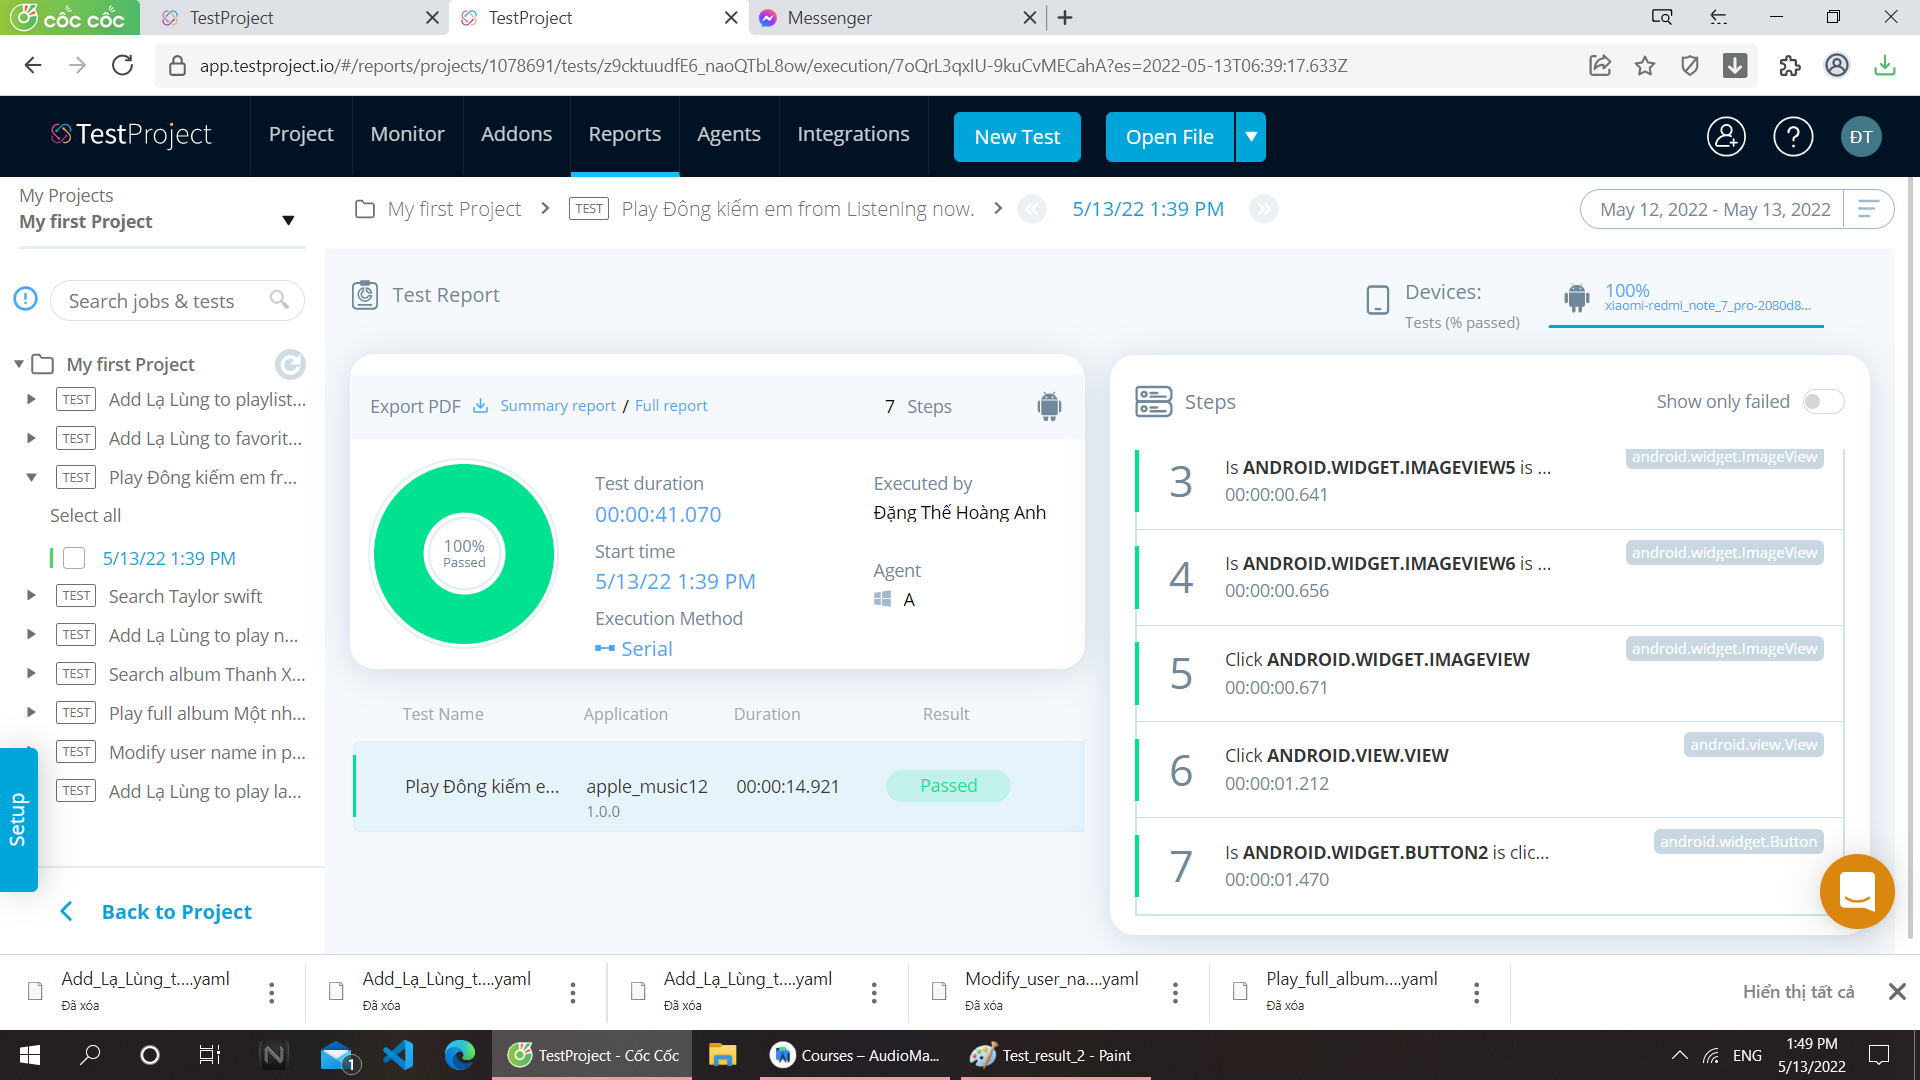 cốc cốc
TestProject
TestProject
Messenger
app.testproject.io/#/reports/projects/1078691/tests/z9cktuudfE6_naoQTbL8ow/execution/7oQrL3qxIU-9kuCvMECahA?es=2022-05-13T06:39:17.633Z
TestProject
Project
Monitor
Addons
Reports
Agents
Integrations
New Test
Open File
ĐT
My Projects
My first Project
My first Project
TEST
Play Đông kiếm em from Listening now.
5/13/22 1:39 PM
May 12, 2022 - May 13, 2022
Search jobs & tests
My first Project
TEST Add Lạ Lùng to playlist...
TEST Add Lạ Lùng to favorit...
TEST Play Đông kiếm em fr...
Select all
5/13/22 1:39 PM
TEST Search Taylor swift
TEST Add Lạ Lùng to play n...
TEST Search album Thanh X...
TEST Play full album Một nh...
TEST Modify user name in p...
TEST Add Lạ Lùng to play la...
Setup
Back to Project
Test Report
Devices:
Tests (% passed)
100%
xiaomi-redmi_note_7_pro-2080d8...
Export PDF
Summary report / Full report
7 Steps
100%
Passed
Test duration
00:00:41.070
Start time
5/13/22 1:39 PM
Execution Method
Serial
Executed by
Đặng Thế Hoàng Anh
Agent
A
Test Name
Application
Duration
Result
Play Đông kiếm e...
apple_music12
1.0.0
00:00:14.921
Passed
Steps
Show only failed
3
Is ANDROID.WIDGET.IMAGEVIEW5 is ...
00:00:00.641
android.widget.ImageView
4
Is ANDROID.WIDGET.IMAGEVIEW6 is ...
00:00:00.656
android.widget.ImageView
5
Click ANDROID.WIDGET.IMAGEVIEW
00:00:00.671
android.widget.ImageView
6
Click ANDROID.VIEW.VIEW
00:00:01.212
android.view.View
7
Is ANDROID.WIDGET.BUTTON2 is clic...
00:00:01.470
android.widget.Button
Add_Lạ_Lùng_t....yaml
Đã xóa
Add_Lạ_Lùng_t....yaml
Đã xóa
Add_Lạ_Lùng_t....yaml
Đã xóa
Modify_user_na....yaml
Đã xóa
Play_full_album....yaml
Đã xóa
Hiển thị tất cả
1
TestProject - Cốc Cốc
Courses – AudioMa...
Test_result_2 - Paint
ENG
1:49 PM
5/13/2022